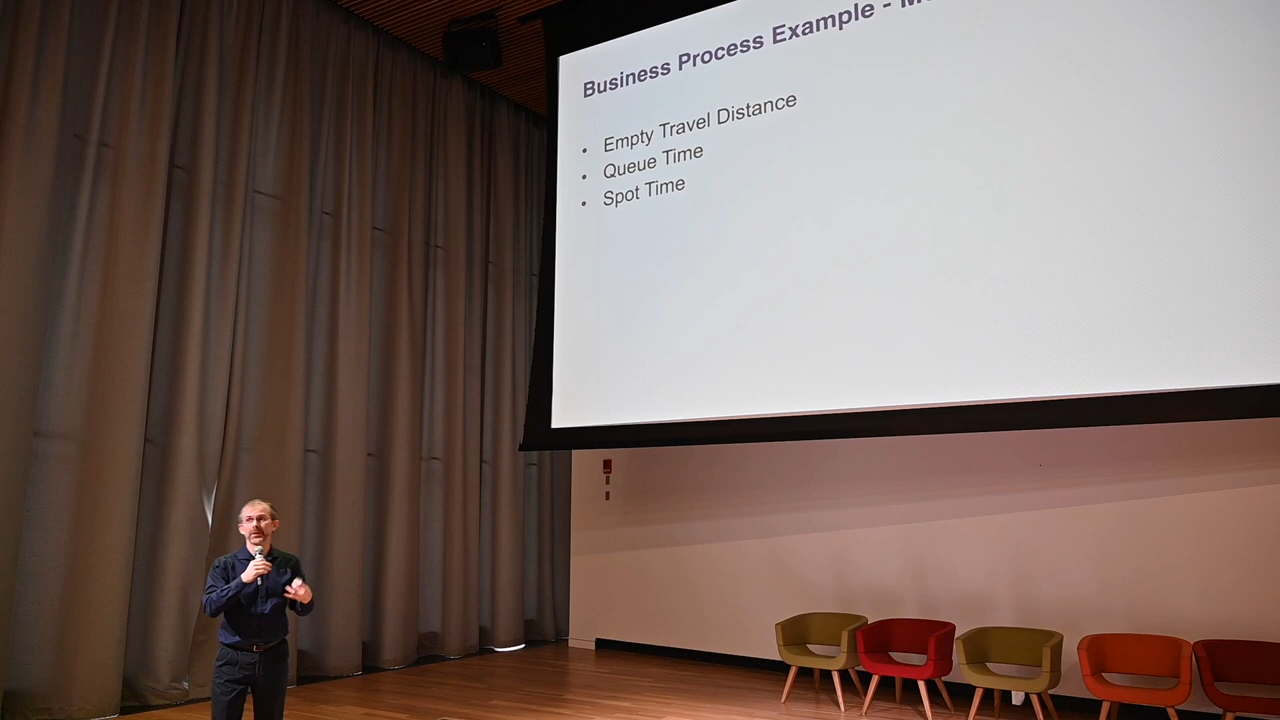 Business Process Example -
• Empty Travel Distance
• Queue Time
• Spot Time